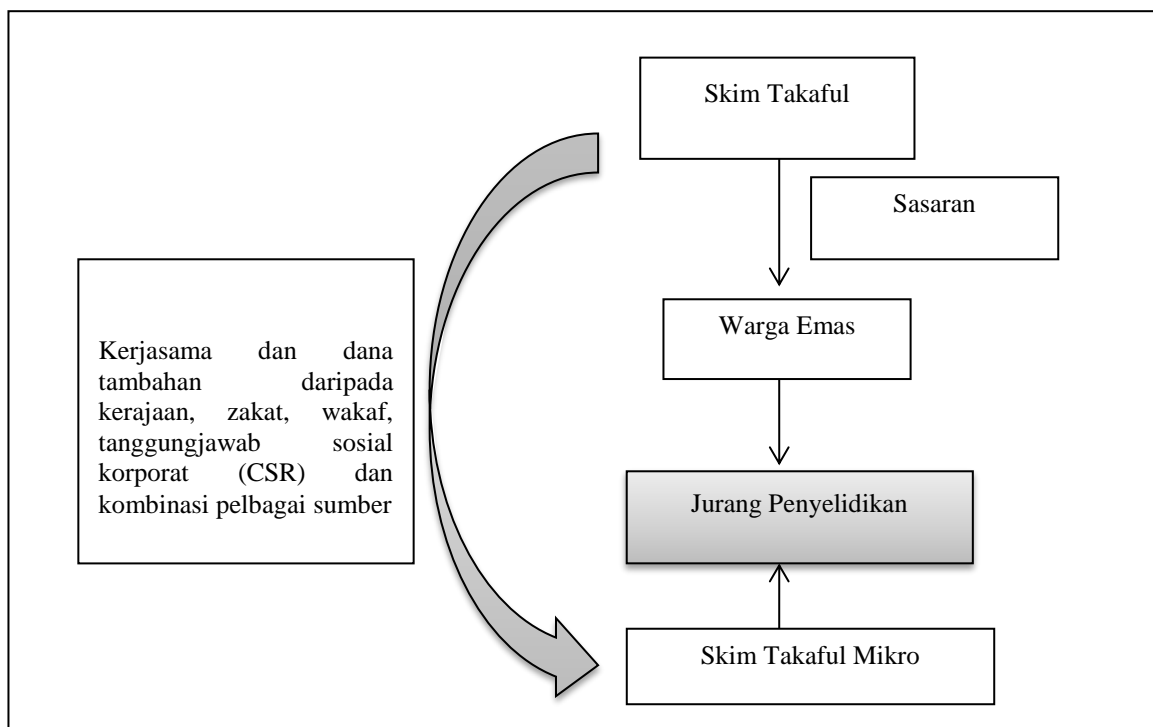 Skim Takaful
Sasaran
Warga Emas
Kerjasama dan dana
tambahan daripada
kerajaan, zakat, wakaf,
tanggungjawab sosial
korporat (CSR) dan
kombinasi pelbagai sumber
Jurang Penyelidikan
Skim Takaful Mikro